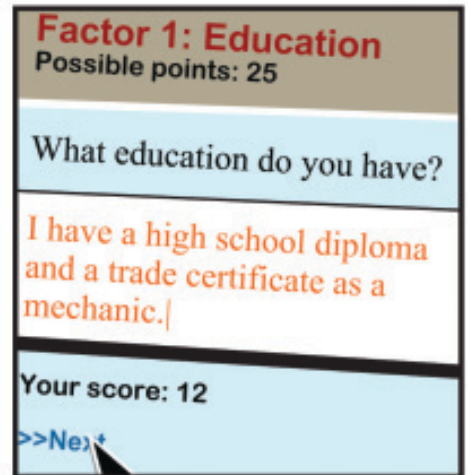 Factor 1: Education
Possible points: 25
What education do you have?
I have a high school diploma
and a trade certificate as a
mechanic.
Your score: 12
>>Next